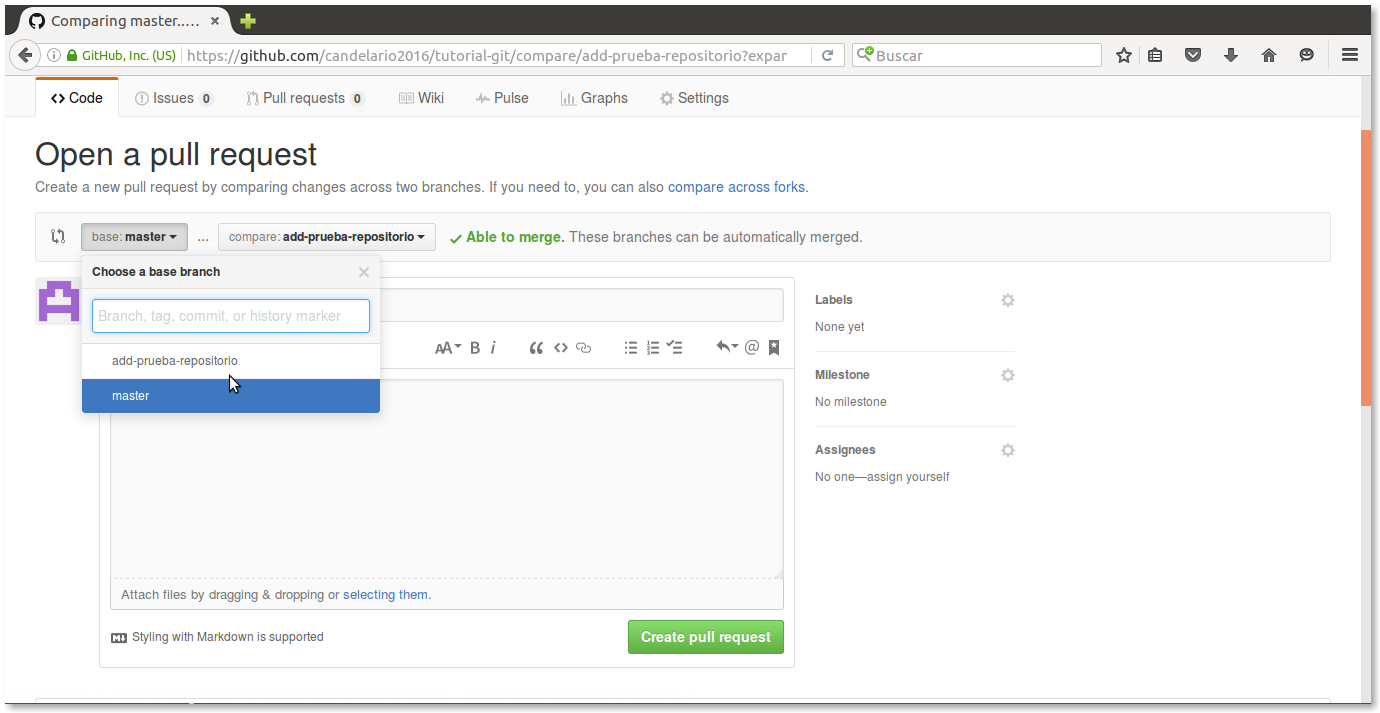 Comparing master.....
GitHub, Inc. (US) https://github.com/candelario2016/tutorial-git/compare/add-prueba-repositorio?expar Buscar
Code Issues 0 Pull requests 0 Wiki Pulse Graphs Settings
Open a pull request
Create a new pull request by comparing changes across two branches. If you need to, you can also compare across forks.
base: master ... compare: add-prueba-repositorio Able to merge. These branches can be automatically merged.
Choose a base branch
Branch, tag, commit, or history marker
add-prueba-repositorio
master
AA B i
Attach files by dragging & dropping or selecting them.
Styling with Markdown is supported
Create pull request
Labels
None yet
Milestone
No milestone
Assignees
No one—assign yourself